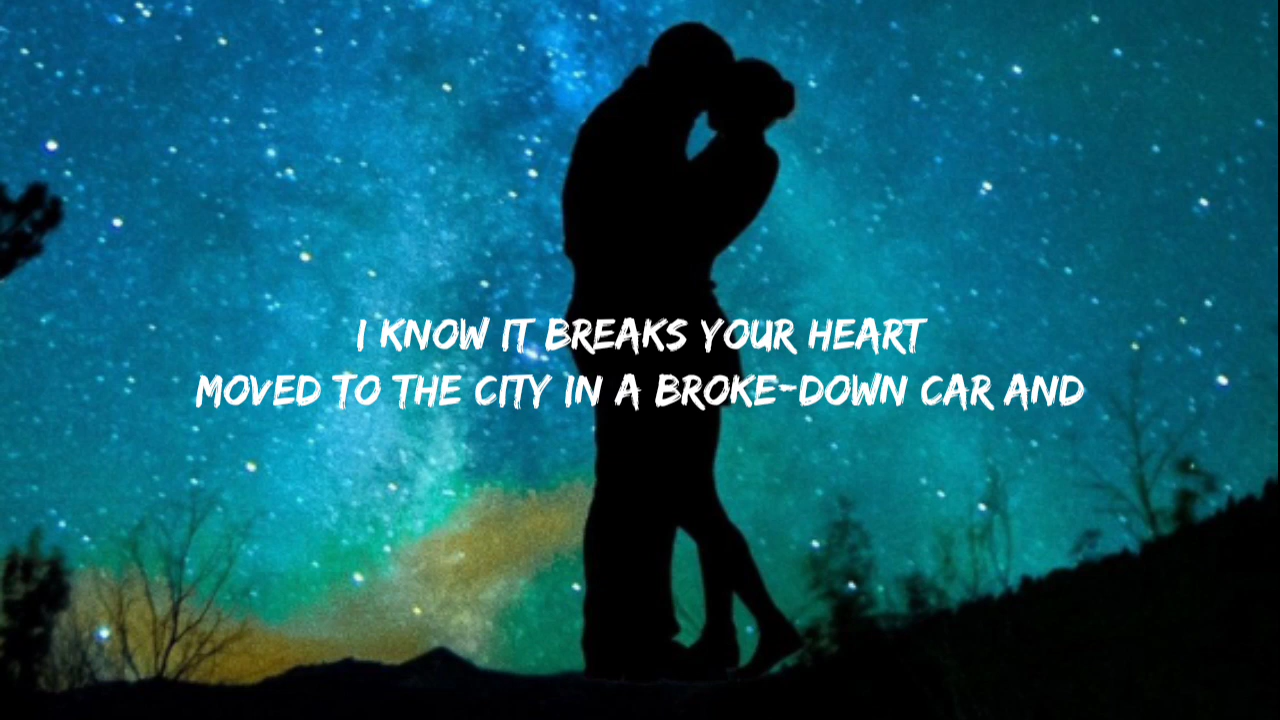 I KNOW IT BREAKS YOUR HEART
MOVED TO THE CITY IN A BROKE-DOWN CAR AND